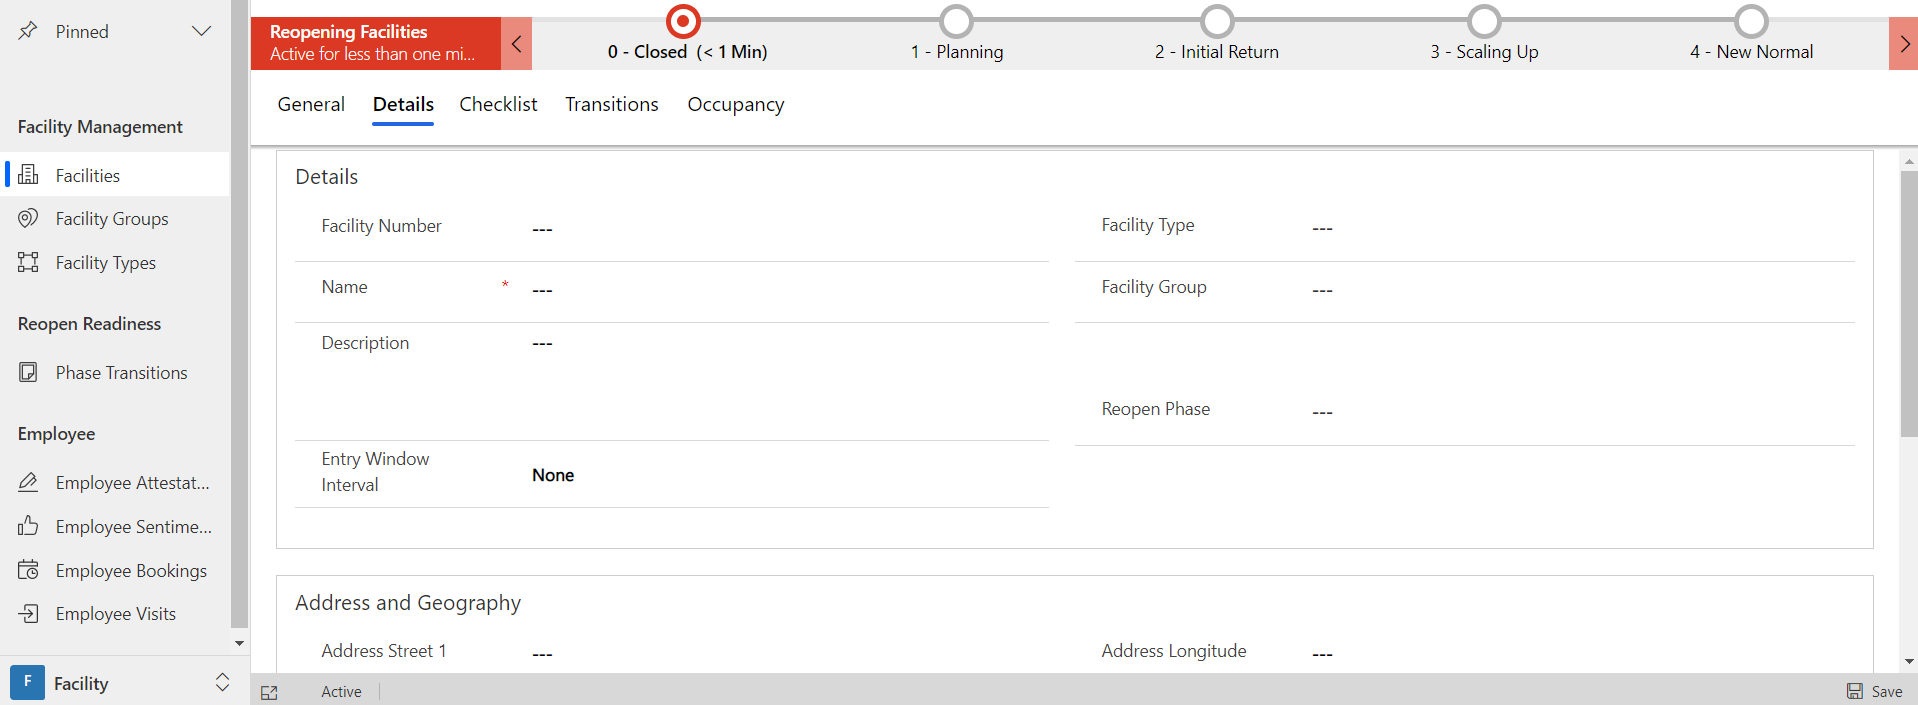 Pinned
Facility Management
Facilities
Facility Groups
Facility Types
Reopen Readiness
Phase Transitions
Employee
Employee Attestat...
Employee Sentime...
Employee Bookings
Employee Visits
F
Facility
Reopening Facilities
Active for less than one mi...
0 - Closed (< 1 Min)
1 - Planning
2 - Initial Return
3 - Scaling Up
4 - New Normal
General Details Checklist Transitions Occupancy
Details
Facility Number ---
Name * ---
Description ---
Entry Window
Interval
None
Facility Type ---
Facility Group ---
Reopen Phase ---
Address and Geography
Address Street 1 ---
Address Longitude ---
Active
Save